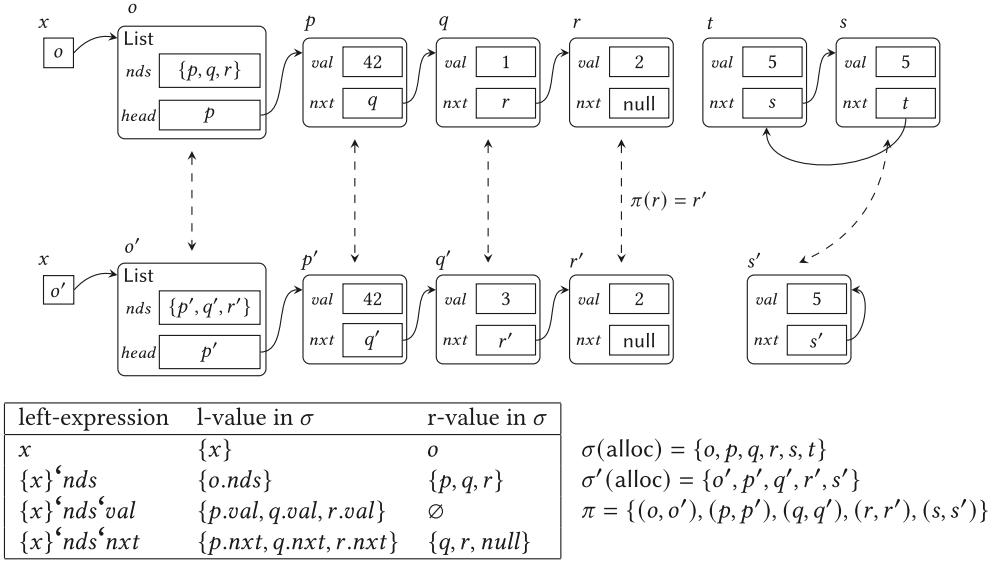 x o p q r t s
o List val 42 val 1 val 2 val 5 val 5
nds {p, q, r}
head p nxt q nxt r nxt null nxt s nxt t
π(r) = r′
x o′ p′ q′ r′ s′
o′ List val 42 val 3 val 2 val 5
nds {p′, q′, r′}
head p′ nxt q′ nxt r′ nxt null nxt s′
left-expression l-value in σ r-value in σ
x {x} o
{x}‘nds {o.nds} {p, q, r}
{x}‘nds‘val {p.val, q.val, r.val} ∅
{x}‘nds‘nxt {p.nxt, q.nxt, r.nxt} {q, r, null}
σ(alloc) = {o, p, q, r, s, t}
σ′(alloc) = {o′, p′, q′, r′, s′}
π = {(o, o′), (p, p′), (q, q′), (r, r′), (s, s′)}